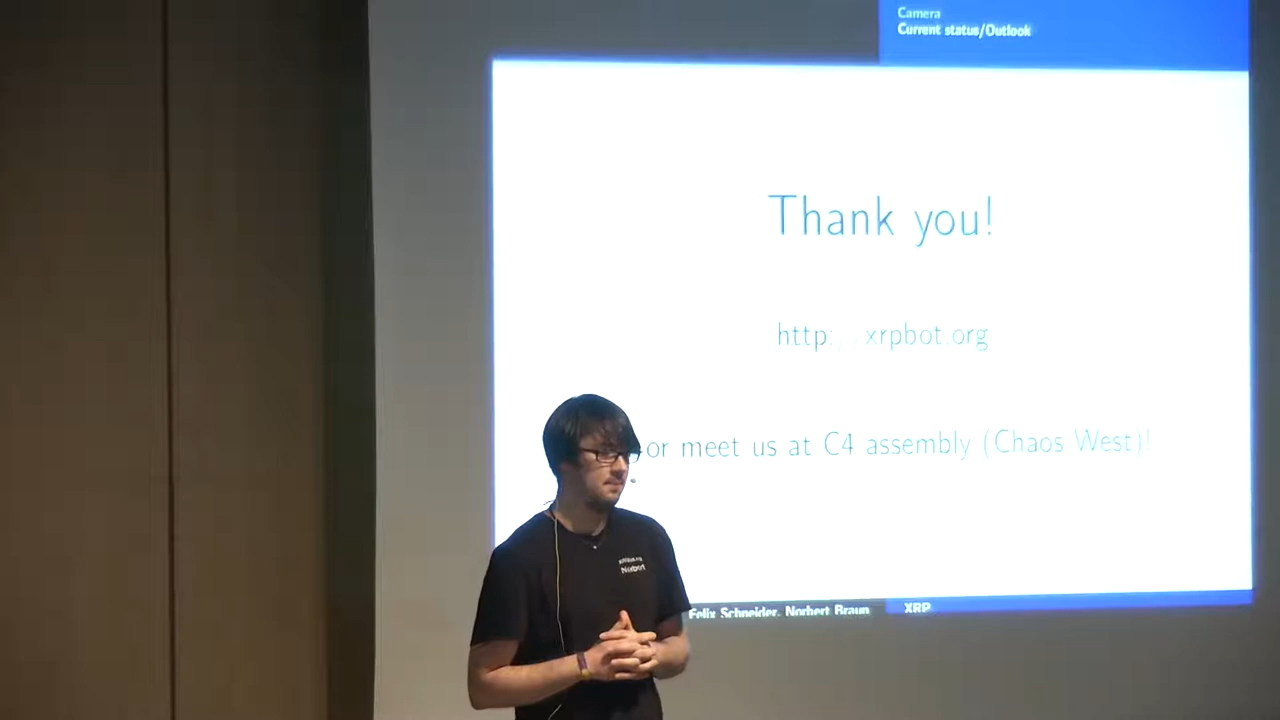 Camera
Current status/Outlook
Thank you!
http: xrpbot.org
or meet us at C4 assembly (Chaos West)!
Norbert
Felix Schneider, Norbert Braun
XRP